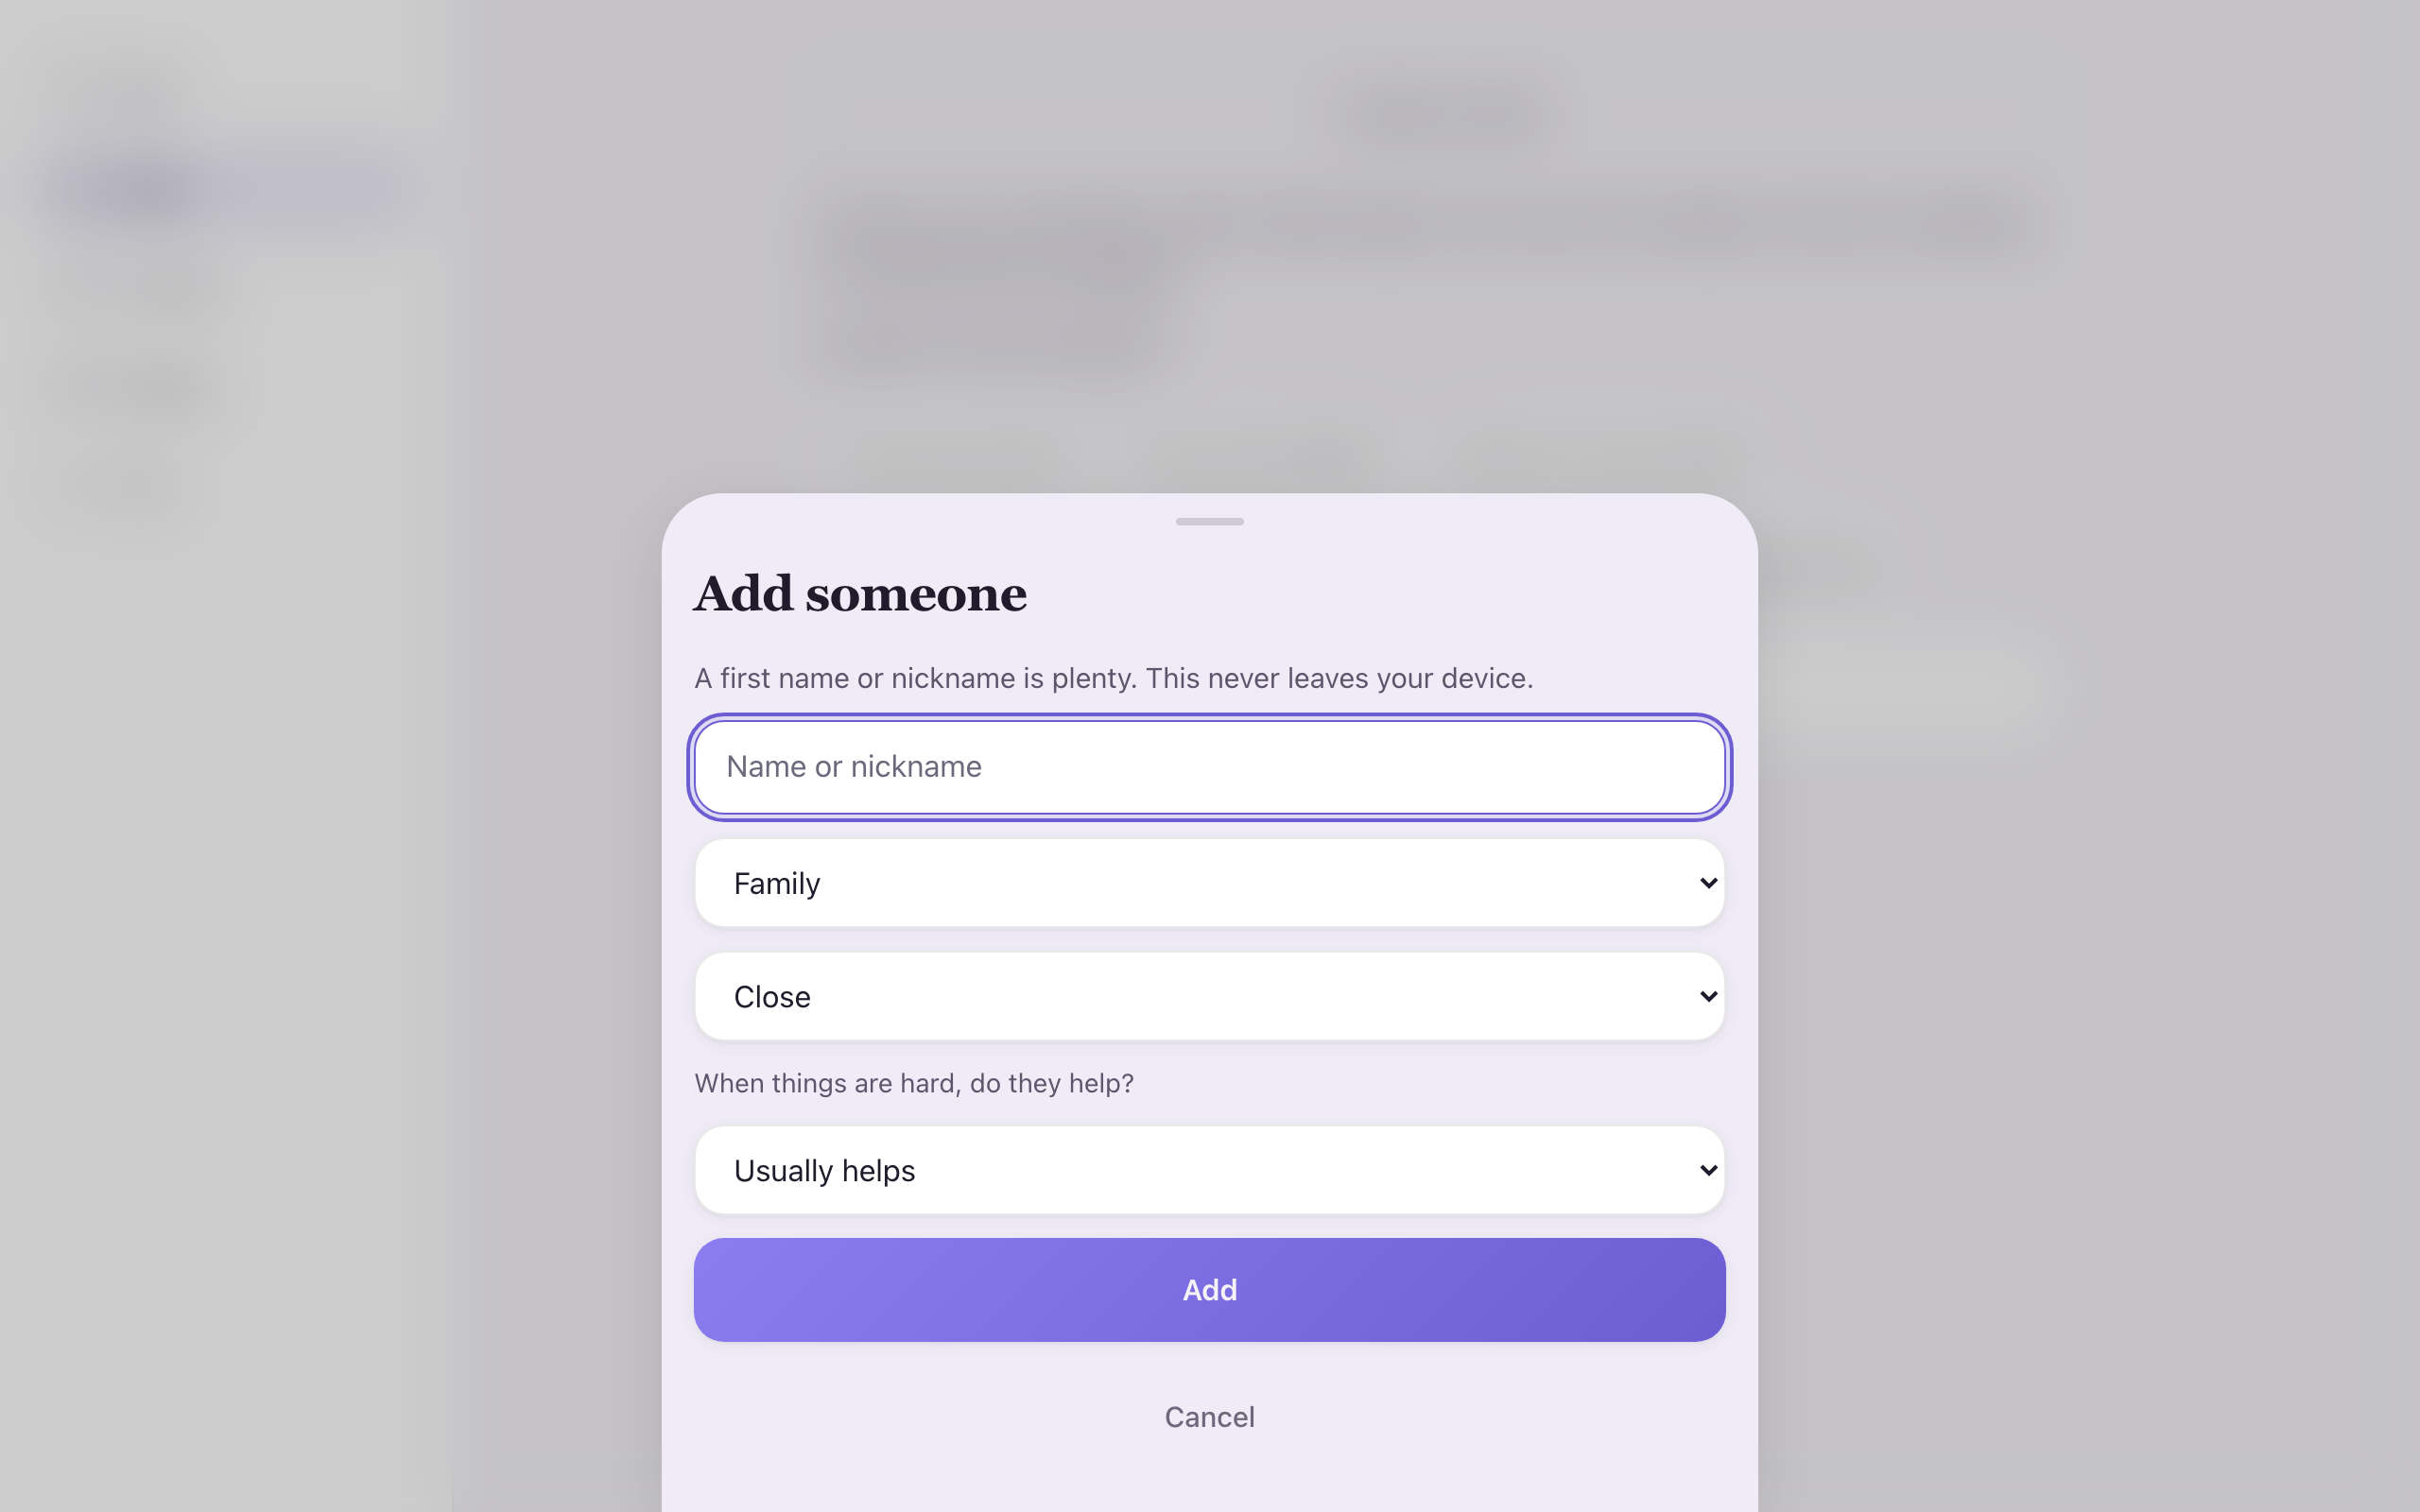 Add someone
A first name or nickname is plenty. This never leaves your device.
Name or nickname
Family
Close
When things are hard, do they help?
Usually helps
Add
Cancel